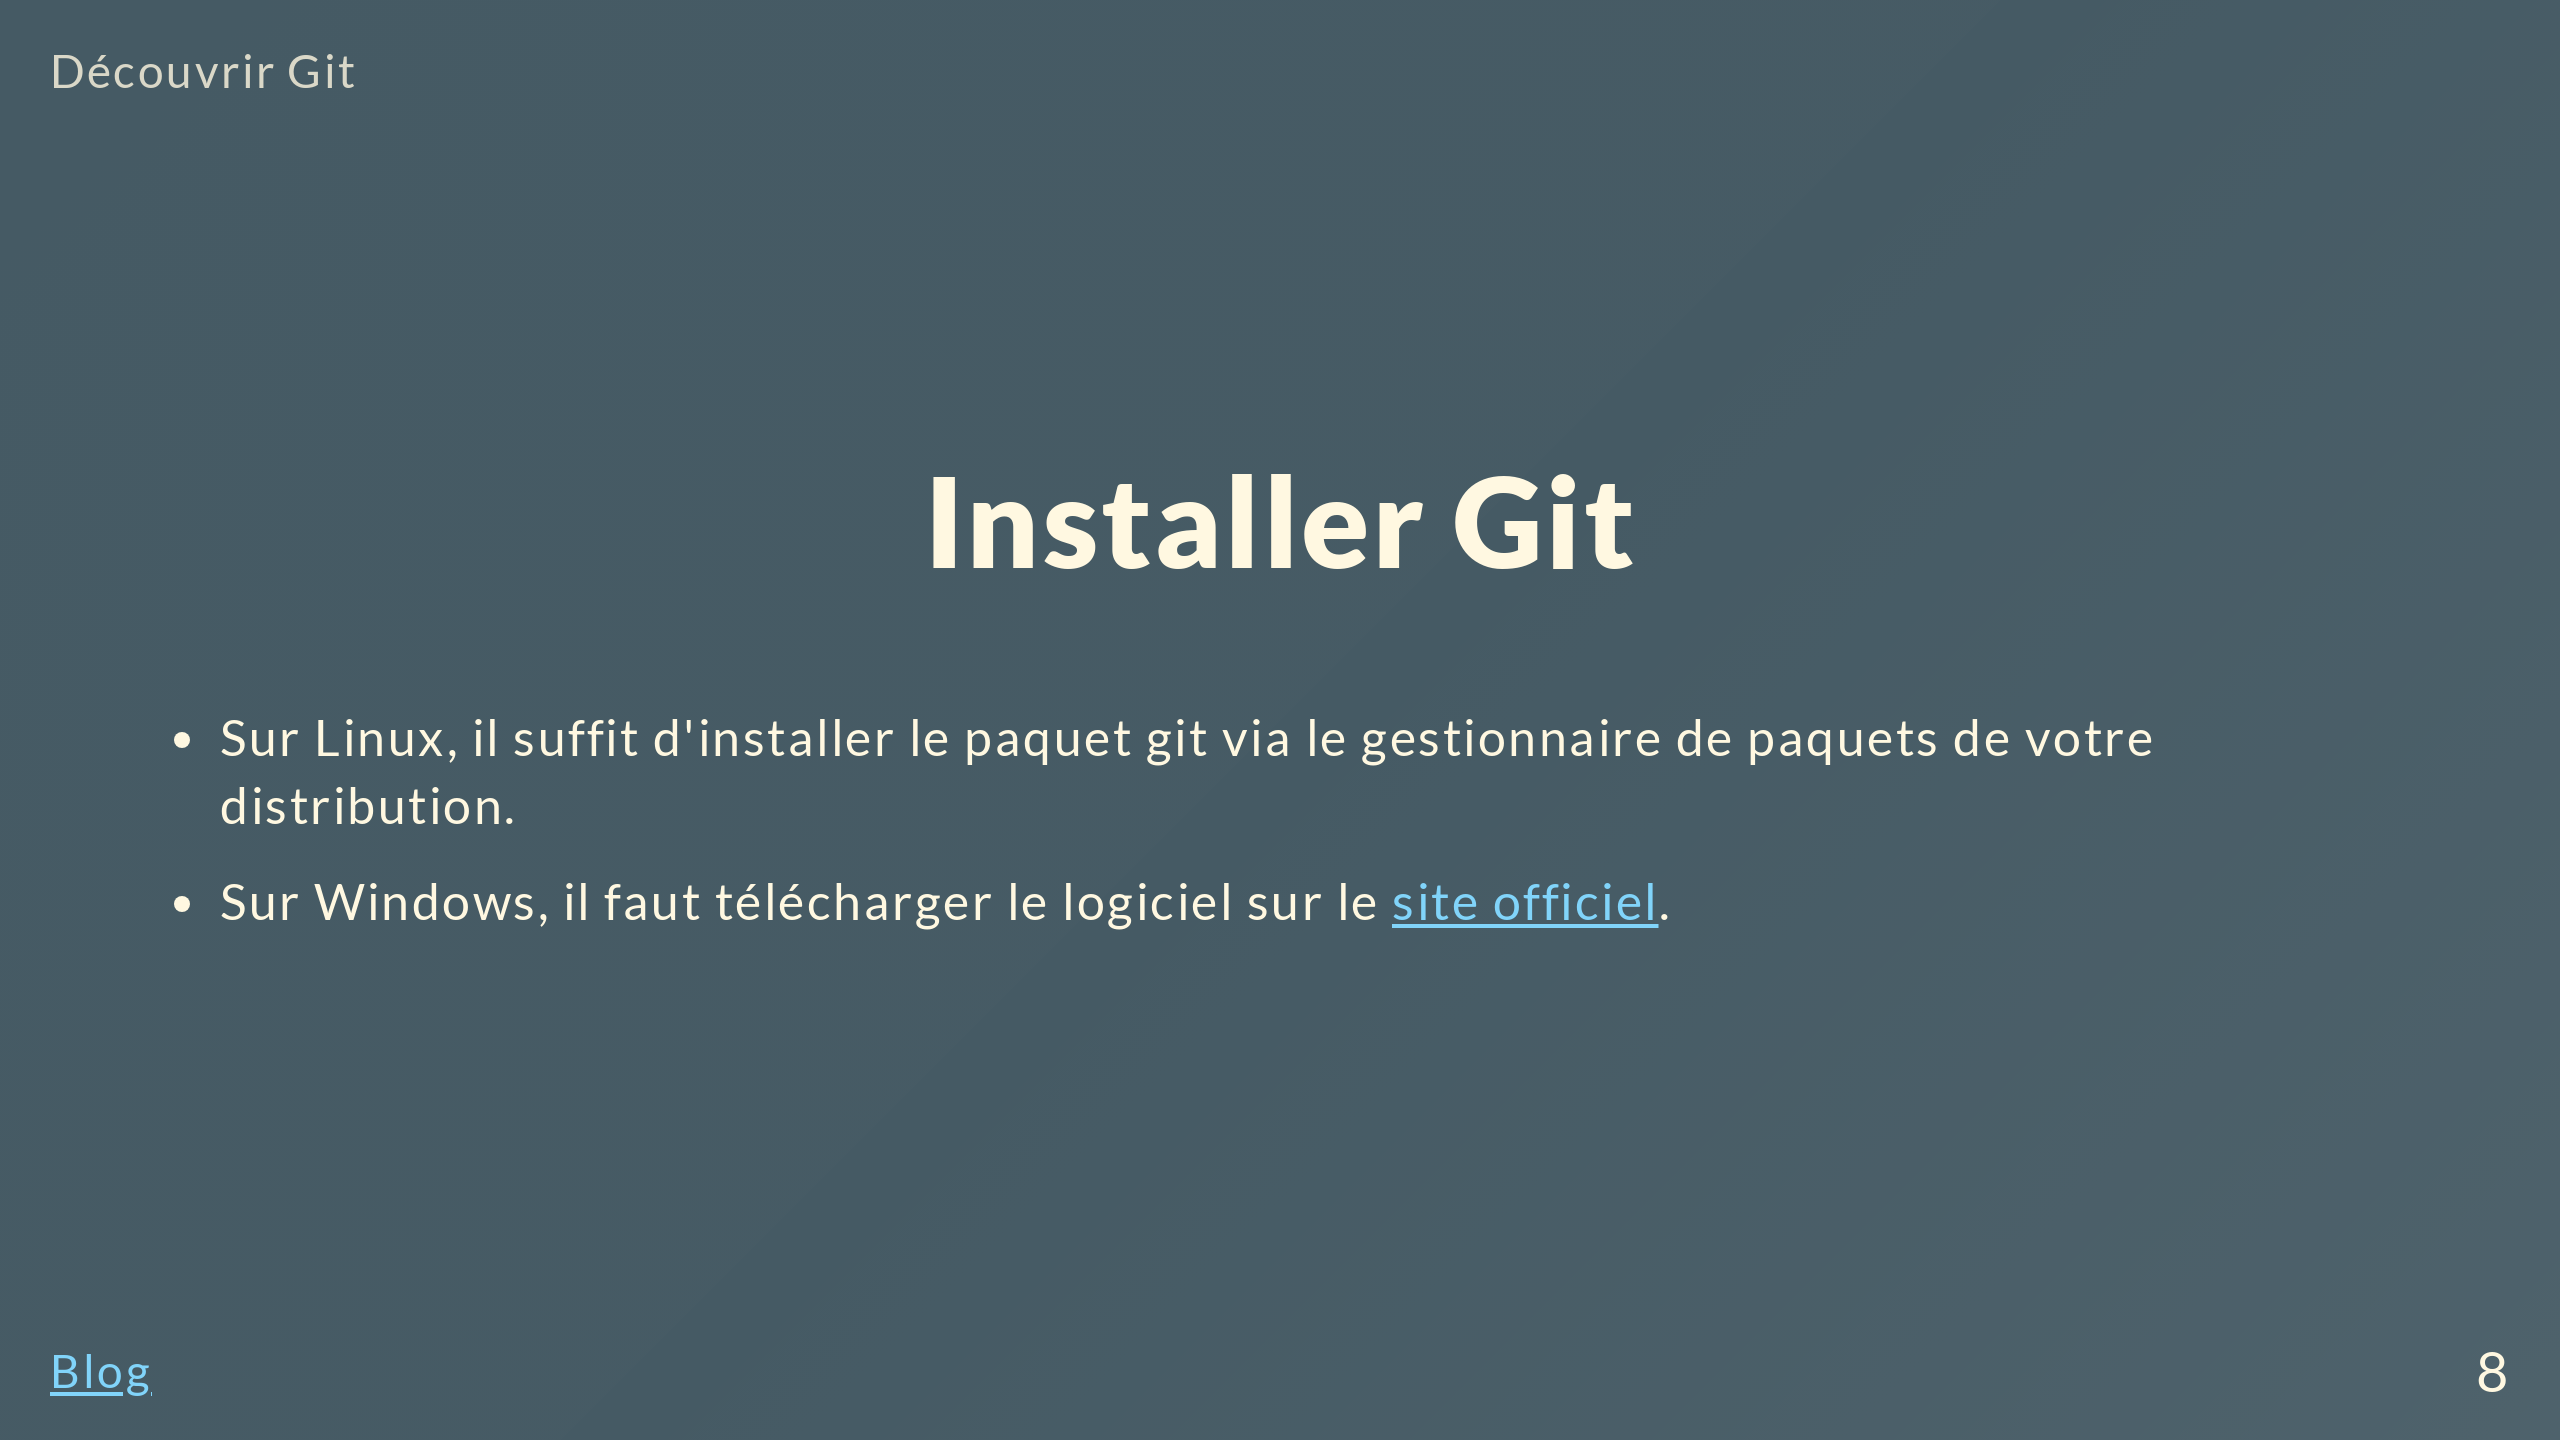 Découvrir Git
Installer Git
• Sur Linux, il suffit d'installer le paquet git via le gestionnaire de paquets de votre
distribution.
• Sur Windows, il faut télécharger le logiciel sur le site officiel.
Blog
8